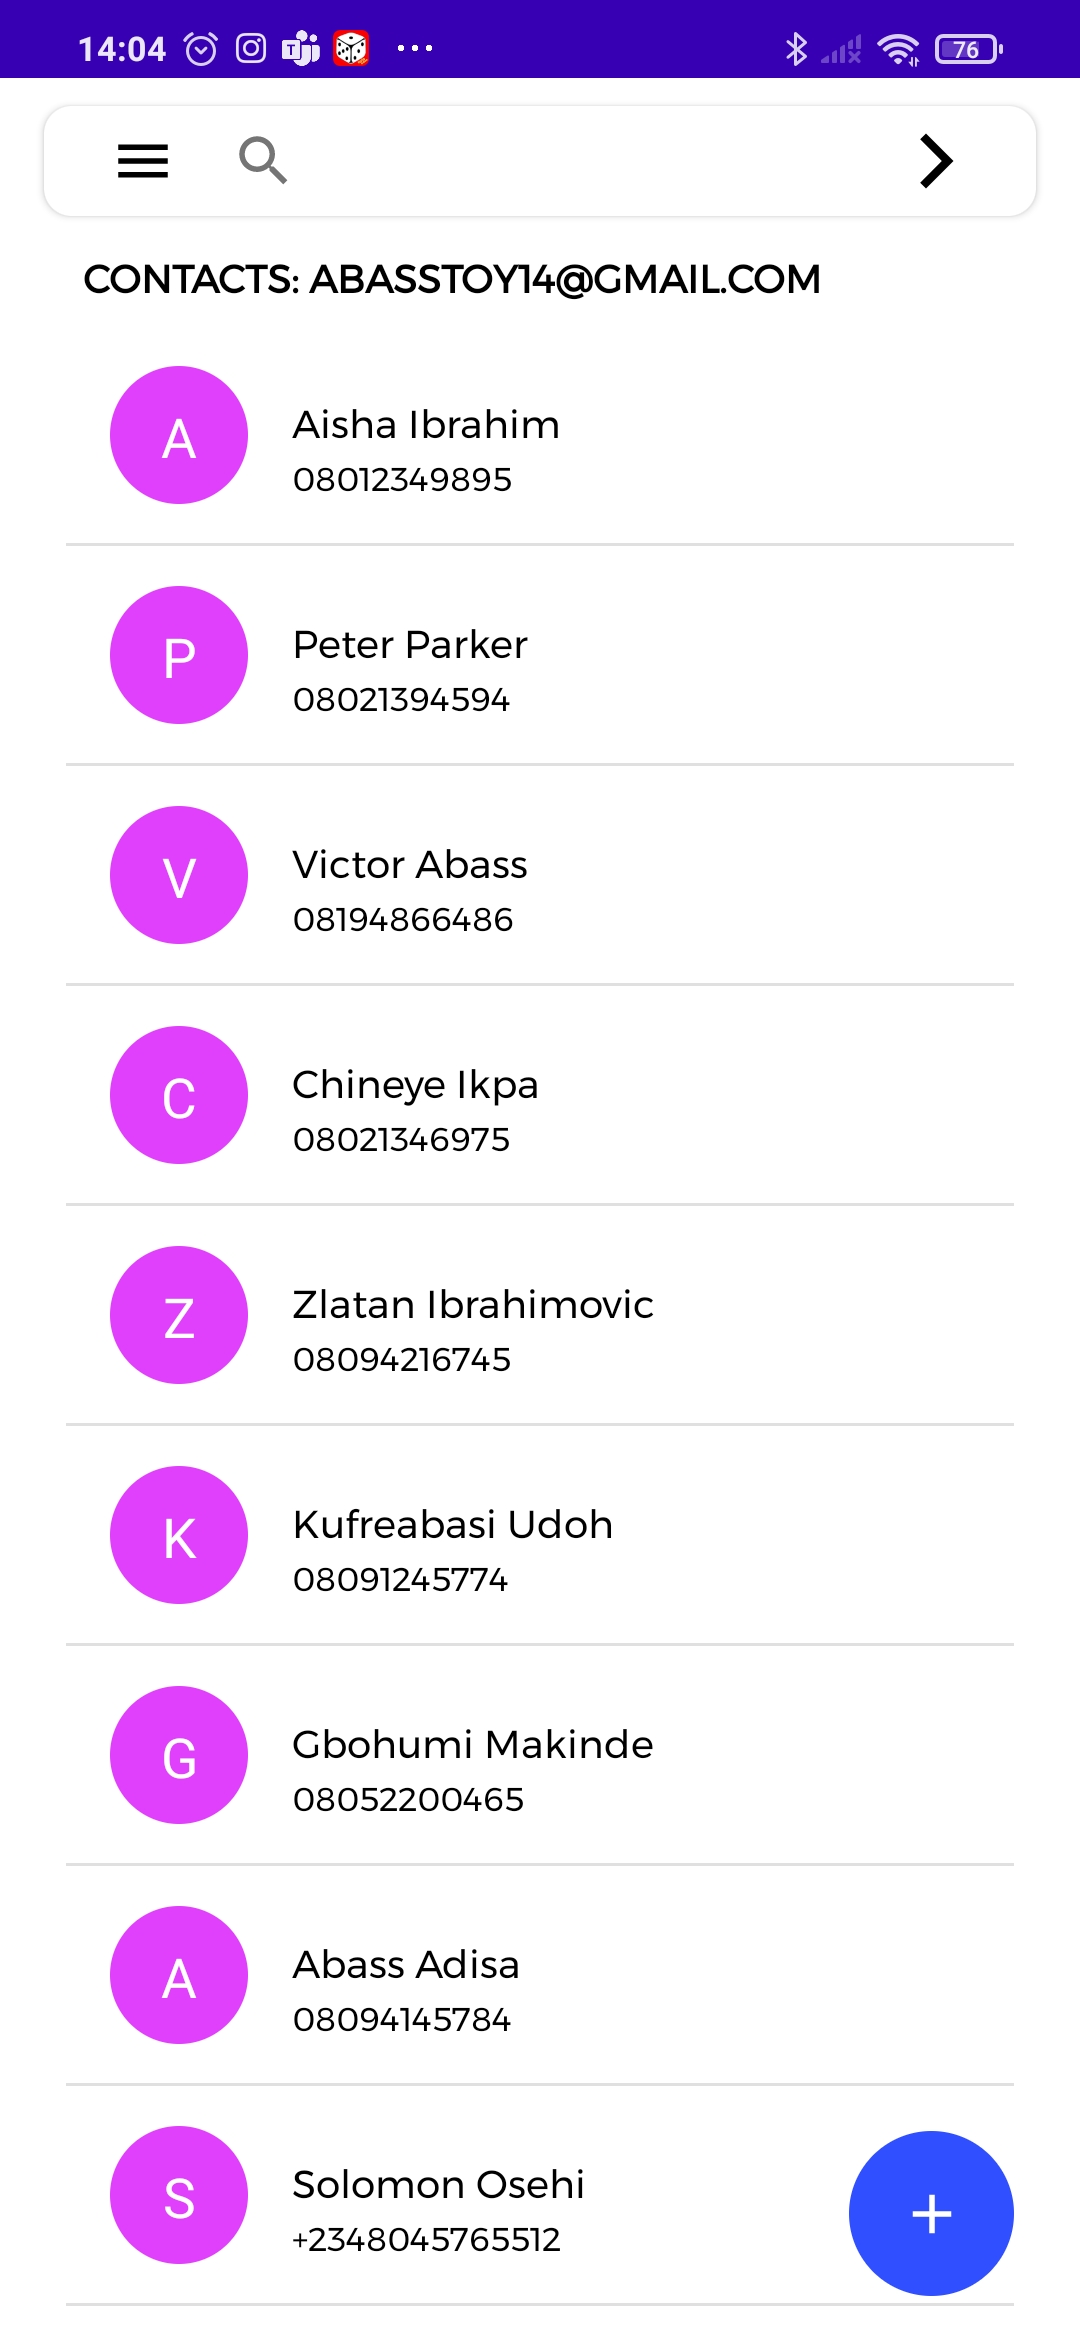 14:04
76
CONTACTS: ABASSTOY14@GMAIL.COM
A
Aisha Ibrahim
08012349895
P
Peter Parker
08021394594
V
Victor Abass
08194866486
C
Chineye Ikpa
08021346975
Z
Zlatan Ibrahimovic
08094216745
K
Kufreabasi Udoh
08091245774
G
Gbohumi Makinde
08052200465
A
Abass Adisa
08094145784
S
Solomon Osehi
+2348045765512